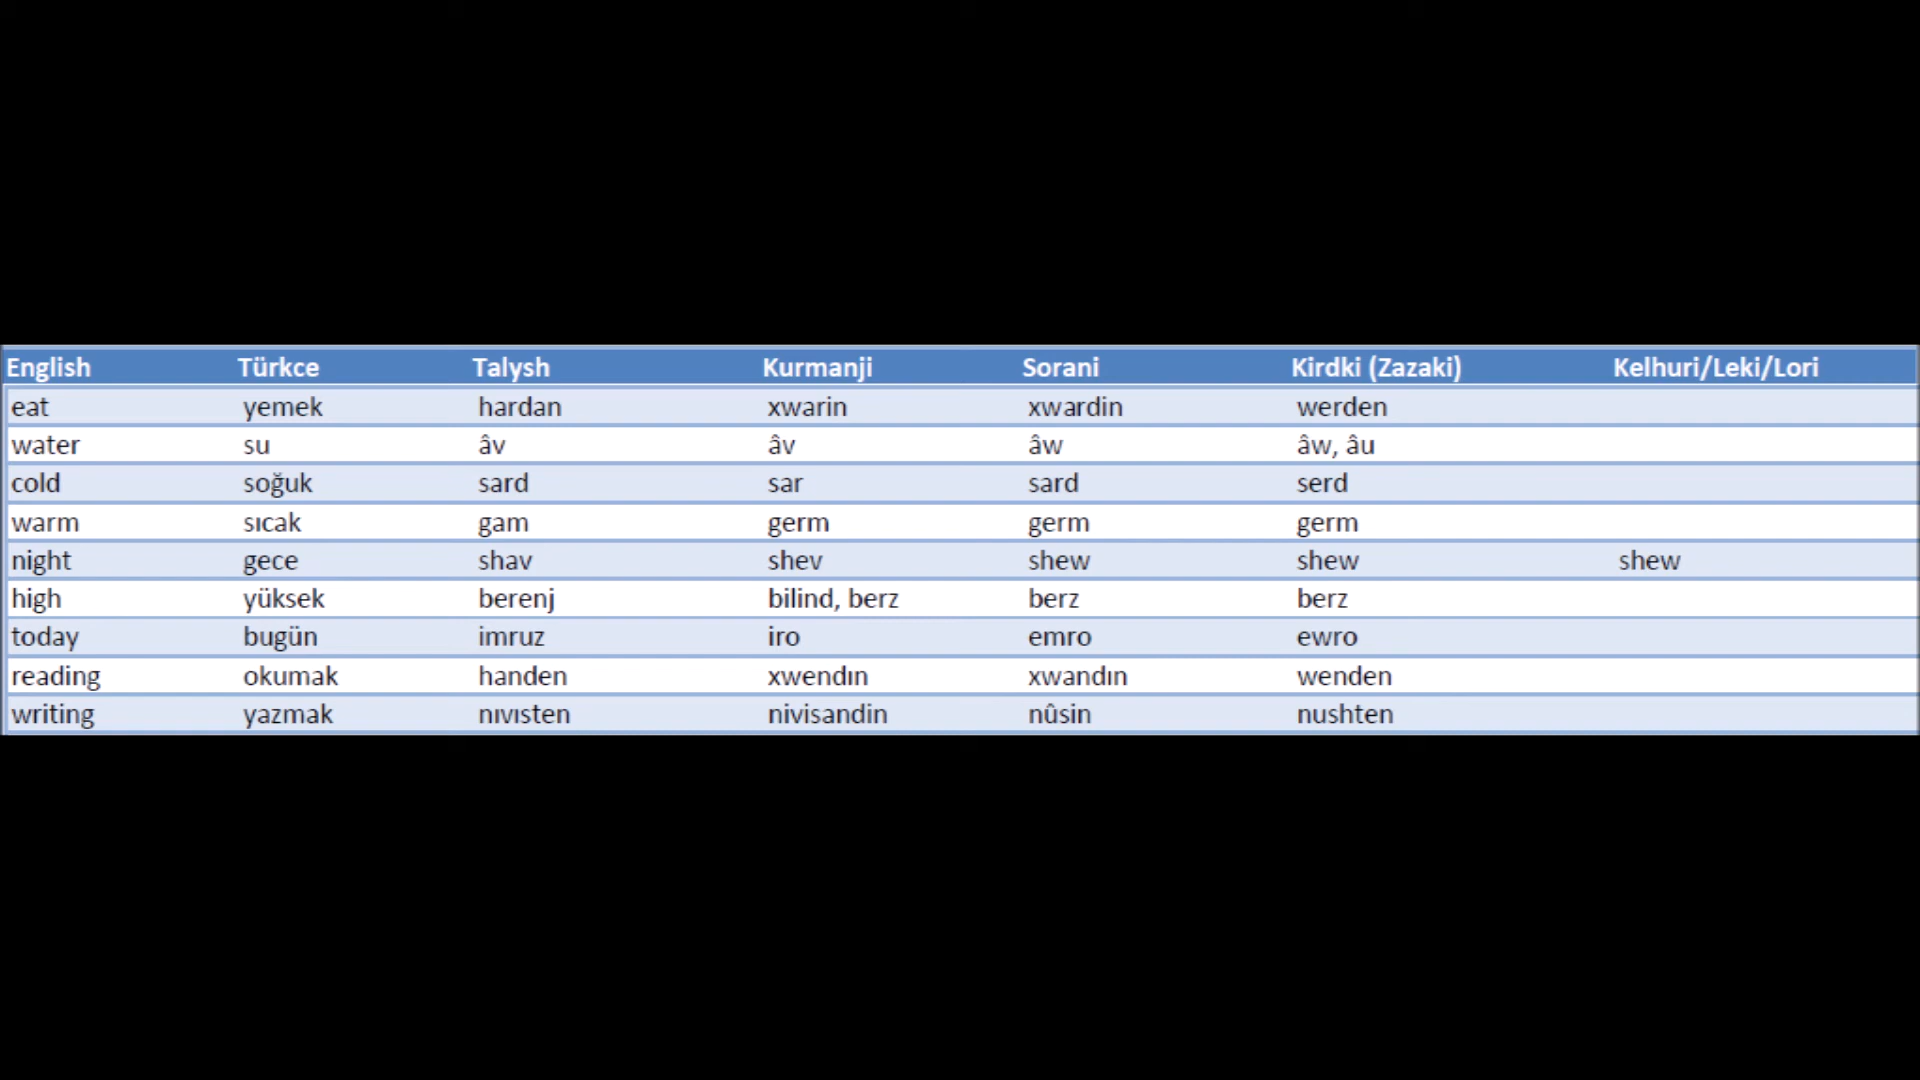 English Türkce Talysh Kurmanji Sorani Kirdki (Zazaki) Kelhuri/Leki/Lori
eat yemek hardan xwarin xwardin werden
water su âv âv âw âw, âu
cold soğuk sard sar sard serd
warm sıcak gam germ germ germ
night gece shav shev shew shew shew
high yüksek berenj bilind, berz berz berz
today bugün imruz iro emro ewro
reading okumak handen xwendın xwandın wenden
writing yazmak nıvısten nivisandin nûsin nushten